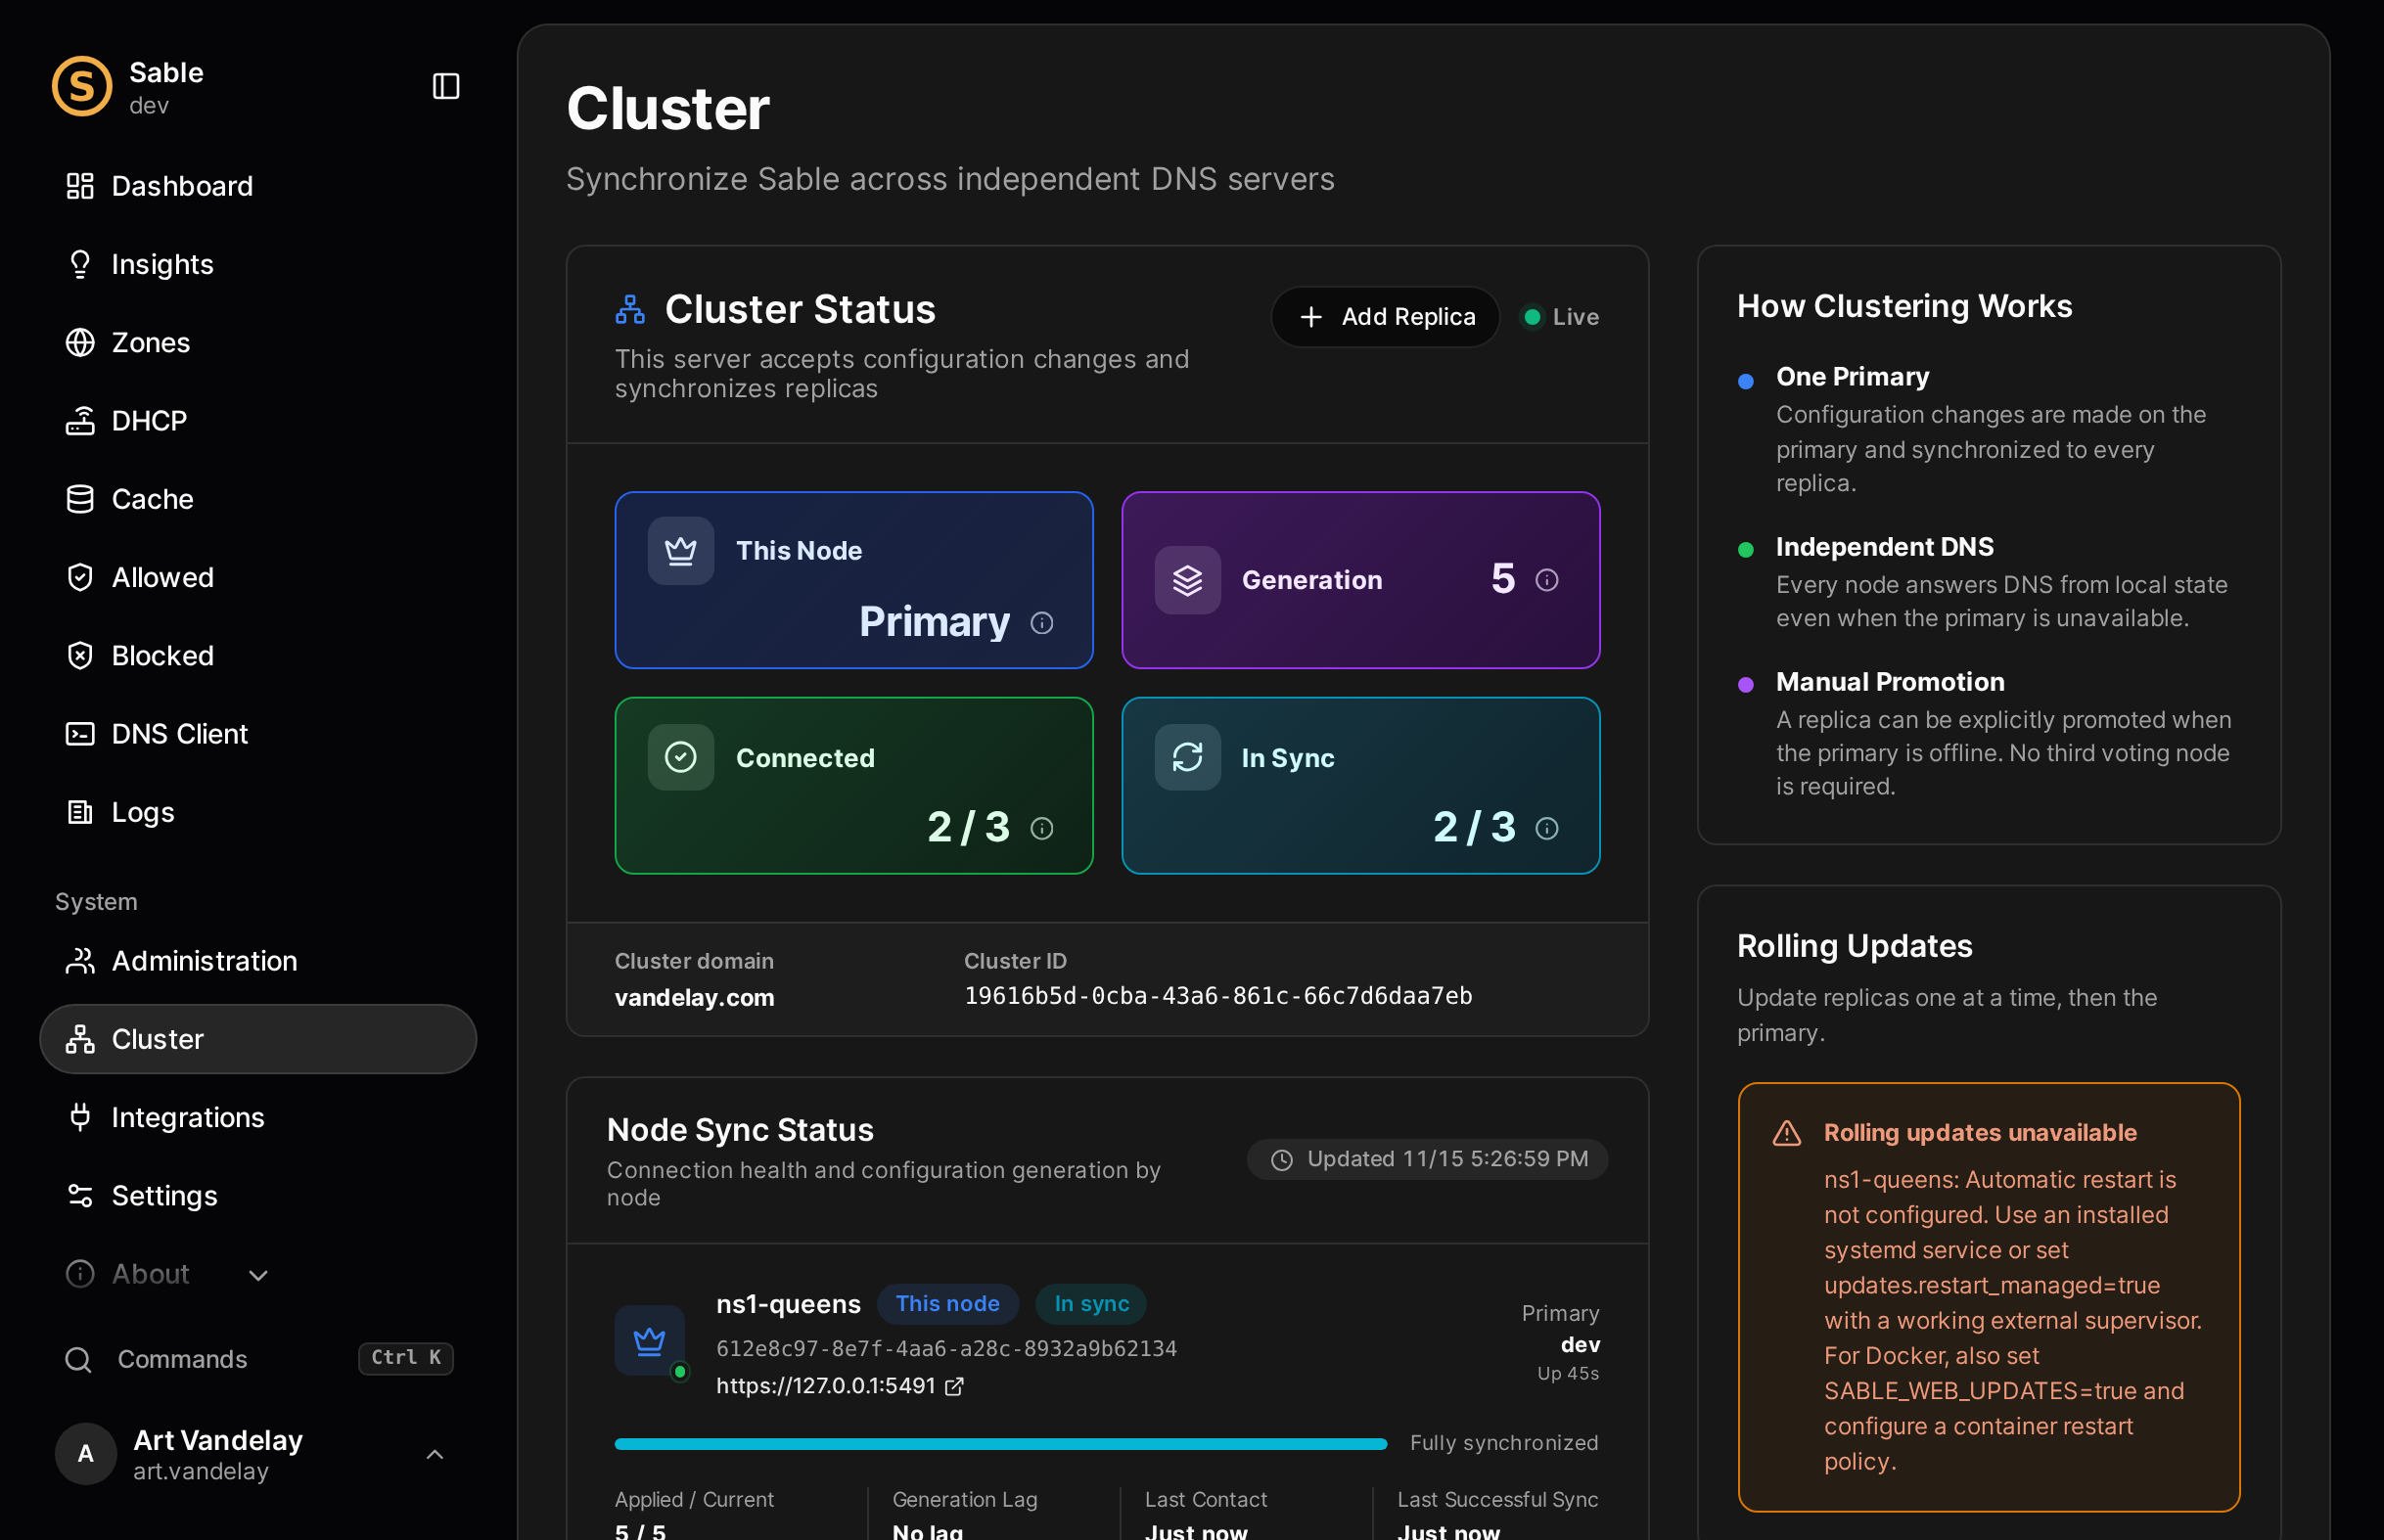 S
Sable
dev
Dashboard
Insights
Zones
DHCP
Cache
Allowed
Blocked
DNS Client
Logs
System
Administration
Cluster
Integrations
Settings
About
Commands
Ctrl K
A
Art Vandelay
art.vandelay
Cluster
Synchronize Sable across independent DNS servers
Cluster Status
This server accepts configuration changes and
synchronizes replicas
Add Replica
Live
This Node
Primary
Generation
5
Connected
2 / 3
In Sync
2 / 3
Cluster domain
vandelay.com
Cluster ID
19616b5d-0cba-43a6-861c-66c7d6daa7eb
Node Sync Status
Connection health and configuration generation by
node
Updated 11/15 5:26:59 PM
ns1-queens
This node
In sync
612e8c97-8e7f-4aa6-a28c-8932a9b62134
https://127.0.0.1:5491
Primary
dev
Up 45s
Fully synchronized
Applied / Current
5 / 5
Generation Lag
No lag
Last Contact
Just now
Last Successful Sync
Just now
How Clustering Works
One Primary
Configuration changes are made on the
primary and synchronized to every
replica.
Independent DNS
Every node answers DNS from local state
even when the primary is unavailable.
Manual Promotion
A replica can be explicitly promoted when
the primary is offline. No third voting node
is required.
Rolling Updates
Update replicas one at a time, then the
primary.
Rolling updates unavailable
ns1-queens: Automatic restart is
not configured. Use an installed
systemd service or set
updates.restart_managed=true
with a working external supervisor.
For Docker, also set
SABLE_WEB_UPDATES=true and
configure a container restart
policy.